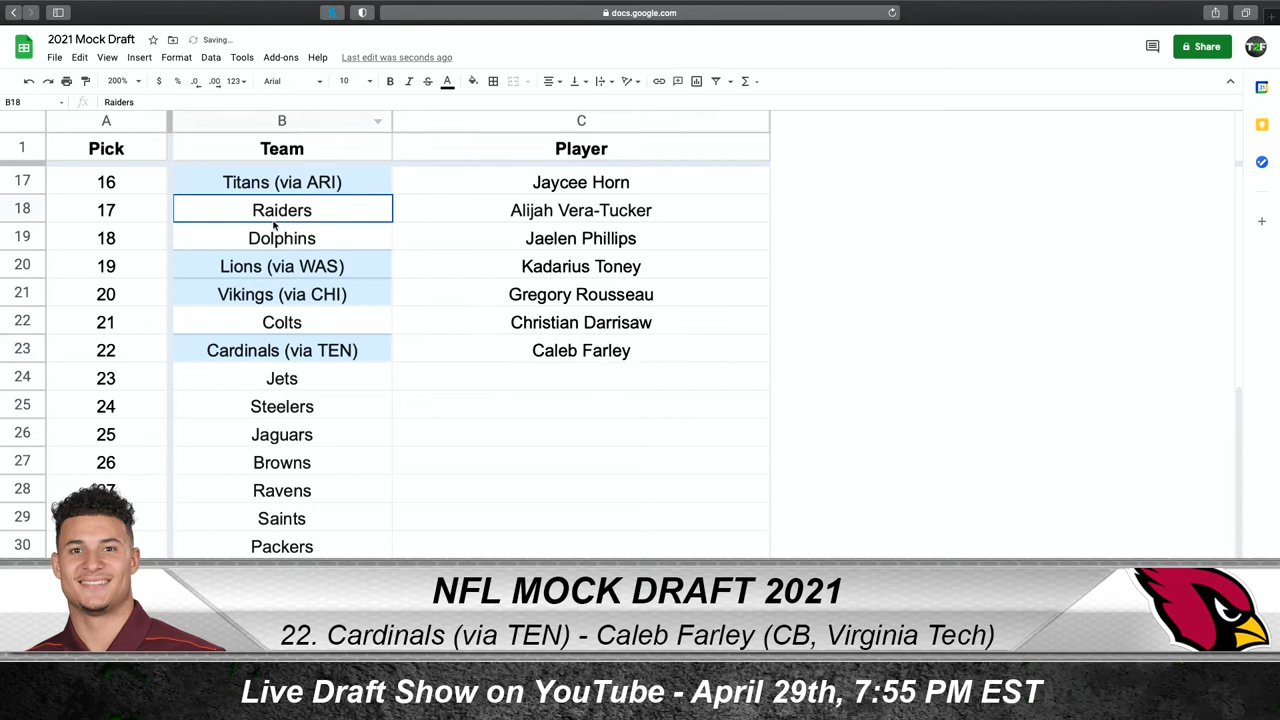 docs.google.com
2021 Mock Draft
Saving...
T2F
Share
File Edit View Insert Format Data Tools Add-ons Help Last edit was seconds ago
200% $ % .0 .00 123 Arial 10 B I S A
B18 fx Raiders
A B C
1 Pick Team Player
17 16 Titans (via ARI) Jaycee Horn
18 17 Raiders Alijah Vera-Tucker
19 18 Dolphins Jaelen Phillips
20 19 Lions (via WAS) Kadarius Toney
21 20 Vikings (via CHI) Gregory Rousseau
22 21 Colts Christian Darrisaw
23 22 Cardinals (via TEN) Caleb Farley
24 23 Jets
25 24 Steelers
26 25 Jaguars
27 26 Browns
28 27 Ravens
29 Saints
30 Packers
NFL MOCK DRAFT 2021
22. Cardinals (via TEN) - Caleb Farley (CB, Virginia Tech)
Live Draft Show on YouTube - April 29th, 7:55 PM EST